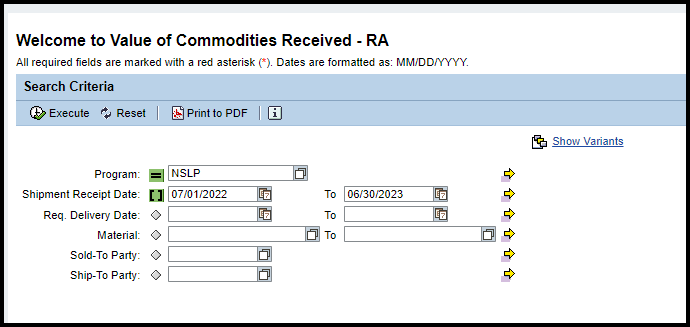 Welcome to Value of Commodities Received - RA
All required fields are marked with a red asterisk (*). Dates are formatted as: MM/DD/YYYY.
Search Criteria
Execute Reset Print to PDF
Show Variants
Program: NSLP
Shipment Receipt Date: 07/01/2022 To 06/30/2023
Req. Delivery Date: To
Material: To
Sold-To Party:
Ship-To Party: